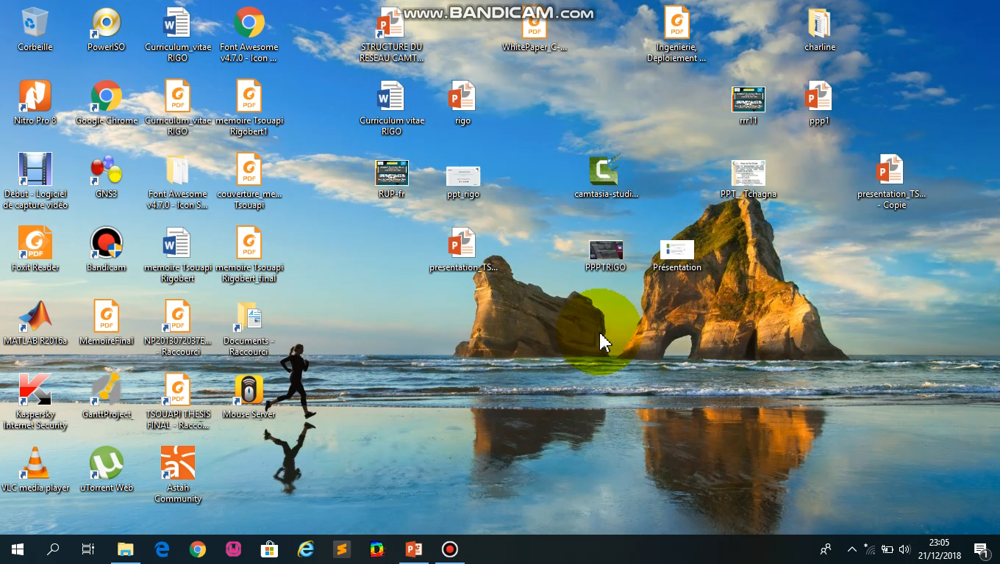 www.BANDICAM.com
Corbeille
PowerISO
Curriculum_vitae
RIGO
Font Awesome
v4.7.0 - Icon ...
STRUCTURE DU
RESEAU CAMT...
WhitePaper_C-...
Ingenierie,
Deploiement ...
charline
Nitro Pro 8
Google Chrome
Curriculum_vitae
RIGO
memoire Tsouapi
Rigobert1
Curriculum vitae
RIGO
rigo
rrr11
ppp1
Début - Logiciel
de capture vidéo
GNS3
Font Awesome
v4.7.0 - Icon S...
couverture_me...
Tsouapi
RUP-fr
ppt_rigo
camtasia-studi...
PPT__Tchagna
presentation_TS...
- Copie
Foxit Reader
Bandicam
memoire Tsouapi
Rigobert
memoire Tsouapi
Rigobert_final
presentation_TS...
PPPTRIGO
Présentation
MATLAB R2016a
MemoireFinal
NP2013072037E...
- Raccourci
Documents -
Raccourci
Kaspersky
Internet Security
GanttProject_
TSOUAPI THESIS
FINAL - Racco...
Mouse Server
VLC media player
uTorrent Web
Astah
Community
23:05
21/12/2018
1